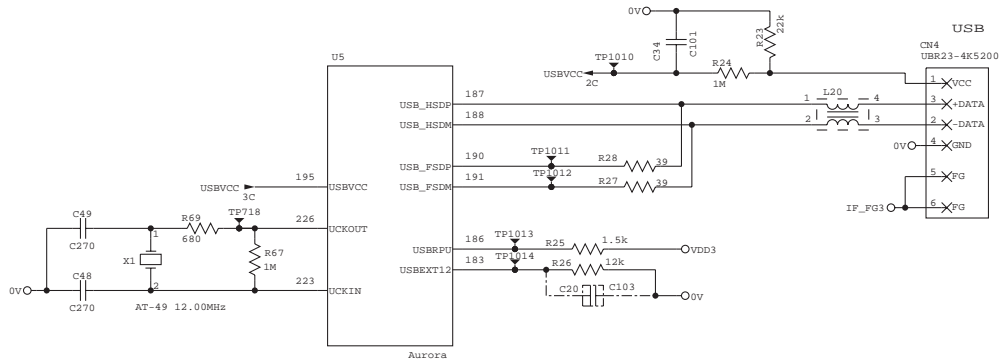 0V
C34
C101
R23
22k
USB
CN4
UBR23-4K5200
U5
TP1010
R24
1M
USBVCC
2C
1 VCC
187
USB_HSDP
1
L20
4
3 +DATA
188
USB_HSDM
2
3
2 -DATA
4 GND
0V
190
TP1011
USB_FSDP
R28
39
191
TP1012
USB_FSDM
R27
39
5 FG
6 FG
IF_FG3
USBVCC
3C
195
USBVCC
C49
C270
R69
680
TP718
226
UCKOUT
1
X1
2
R67
1M
186
TP1013
USBRPU
R25
1.5k
VDD3
183
TP1014
USBEXT12
R26
12k
C20
C103
0V
C48
C270
0V
223
UCKIN
AT-49 12.00MHz
Aurora